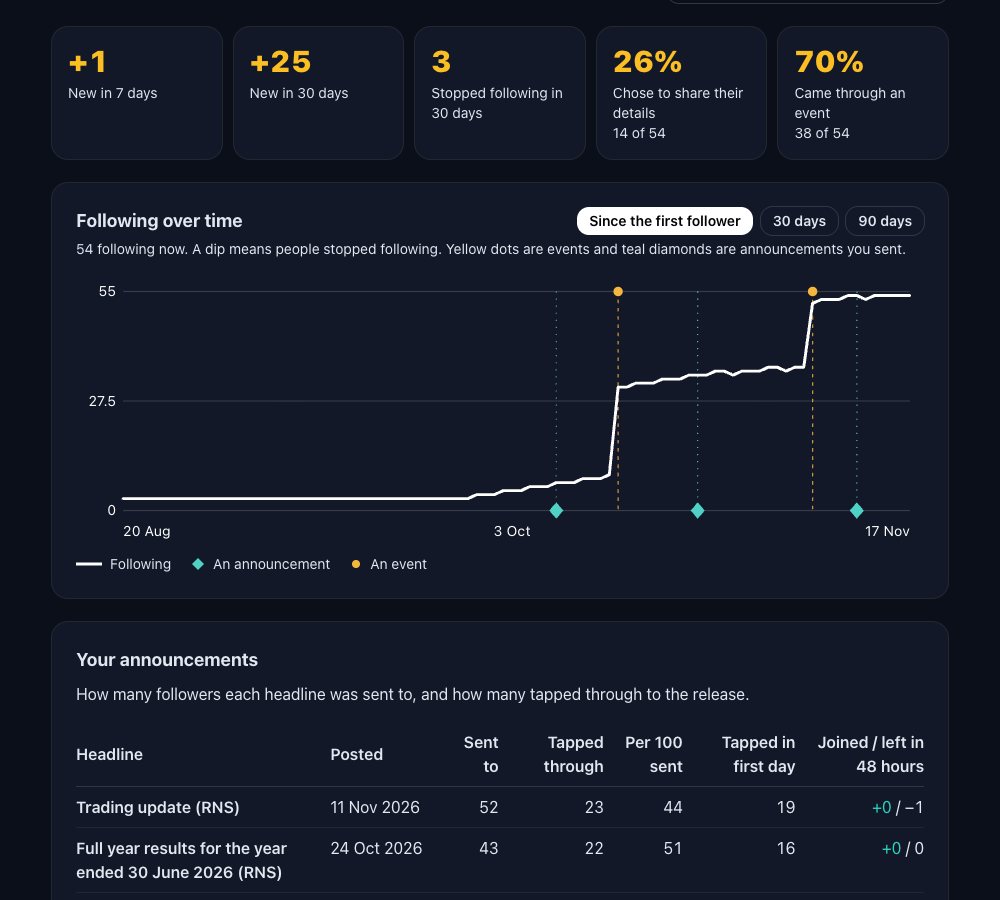 +1
New in 7 days
+25
New in 30 days
3
Stopped following in
30 days
26%
Chose to share their
details
14 of 54
70%
Came through an
event
38 of 54
Following over time
Since the first follower 30 days 90 days
54 following now. A dip means people stopped following. Yellow dots are events and teal diamonds are announcements you sent.
55
27.5
0
20 Aug 3 Oct 17 Nov
Following An announcement An event
Your announcements
How many followers each headline was sent to, and how many tapped through to the release.
Headline Posted Sent to Tapped through Per 100 sent Tapped in first day Joined / left in 48 hours
Trading update (RNS) 11 Nov 2026 52 23 44 19 +0 / −1
Full year results for the year ended 30 June 2026 (RNS) 24 Oct 2026 43 22 51 16 +0 / 0